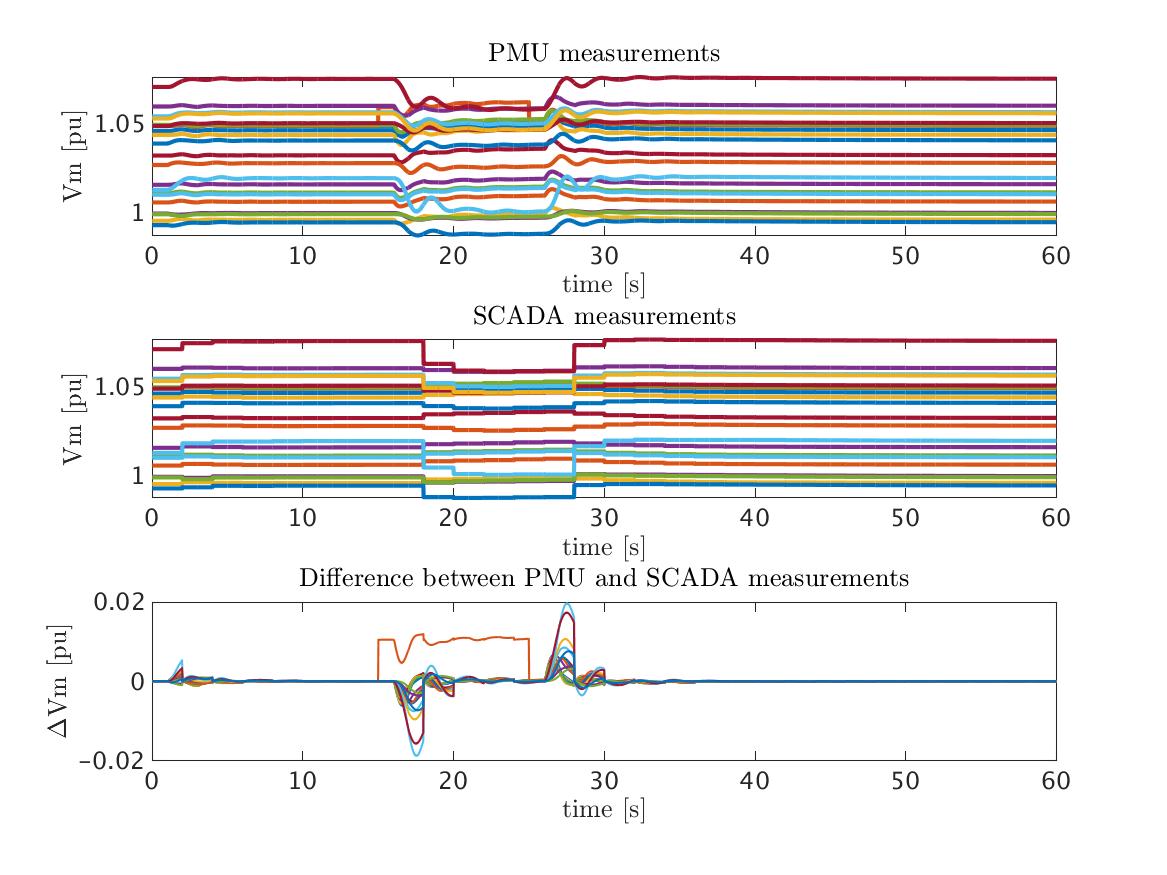 PMU measurements
Vm [pu]
1.05
1
0 10 20 30 40 50 60
time [s]
SCADA measurements
Vm [pu]
1.05
1
0 10 20 30 40 50 60
time [s]
Difference between PMU and SCADA measurements
ΔVm [pu]
0.02
0
-0.02
0 10 20 30 40 50 60
time [s]